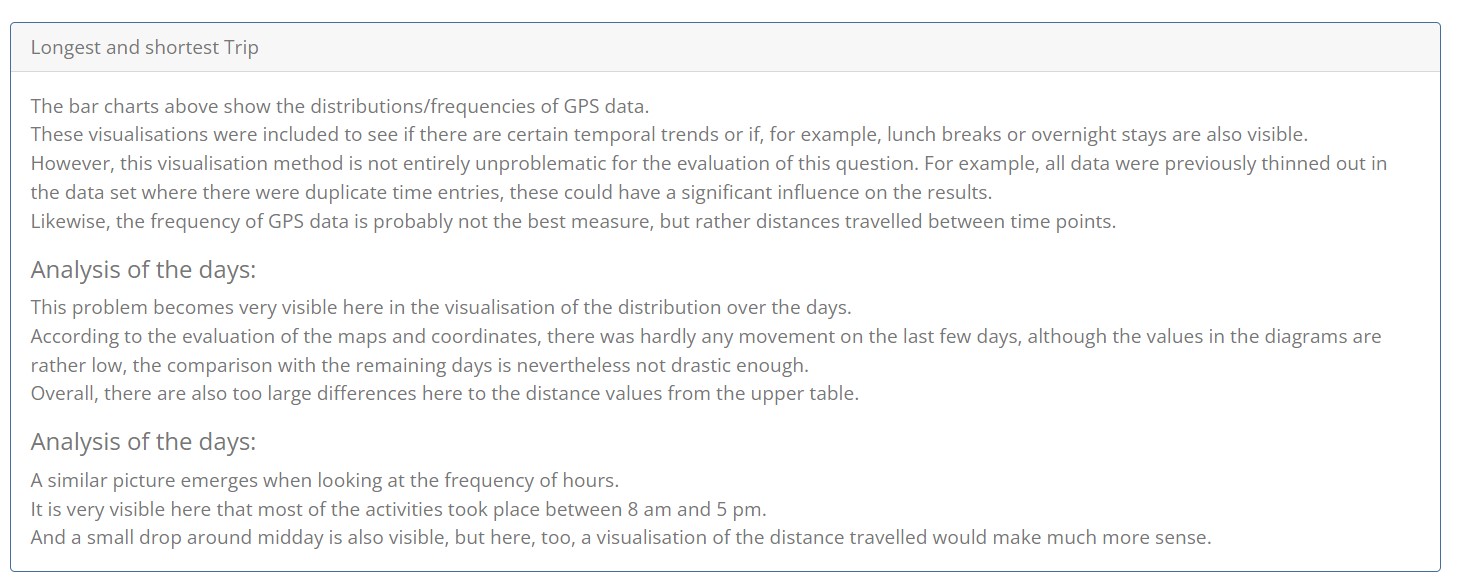 Longest and shortest Trip
The bar charts above show the distributions/frequencies of GPS data.
These visualisations were included to see if there are certain temporal trends or if, for example, lunch breaks or overnight stays are also visible.
However, this visualisation method is not entirely unproblematic for the evaluation of this question. For example, all data were previously thinned out in
the data set where there were duplicate time entries, these could have a significant influence on the results.
Likewise, the frequency of GPS data is probably not the best measure, but rather distances travelled between time points.
Analysis of the days:
This problem becomes very visible here in the visualisation of the distribution over the days.
According to the evaluation of the maps and coordinates, there was hardly any movement on the last few days, although the values in the diagrams are
rather low, the comparison with the remaining days is nevertheless not drastic enough.
Overall, there are also too large differences here to the distance values from the upper table.
Analysis of the days:
A similar picture emerges when looking at the frequency of hours.
It is very visible here that most of the activities took place between 8 am and 5 pm.
And a small drop around midday is also visible, but here, too, a visualisation of the distance travelled would make much more sense.